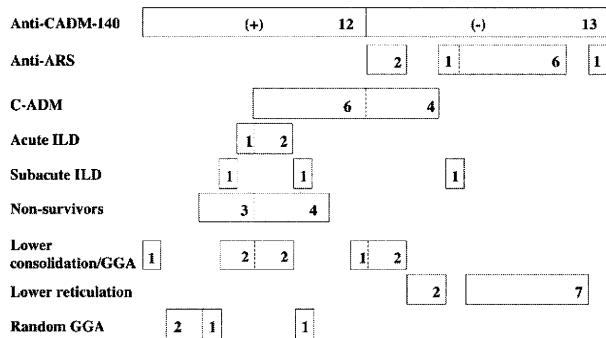 Anti-CADM-140 (+) 12 (-) 13
Anti-ARS 2 1 6 1
C-ADM 6 4
Acute ILD 1 2
Subacute ILD 1 1 1
Non-survivors 3 4
Lower
consolidation/GGA 1 2 2 1 2
Lower reticulation 2 7
Random GGA 2 1 1